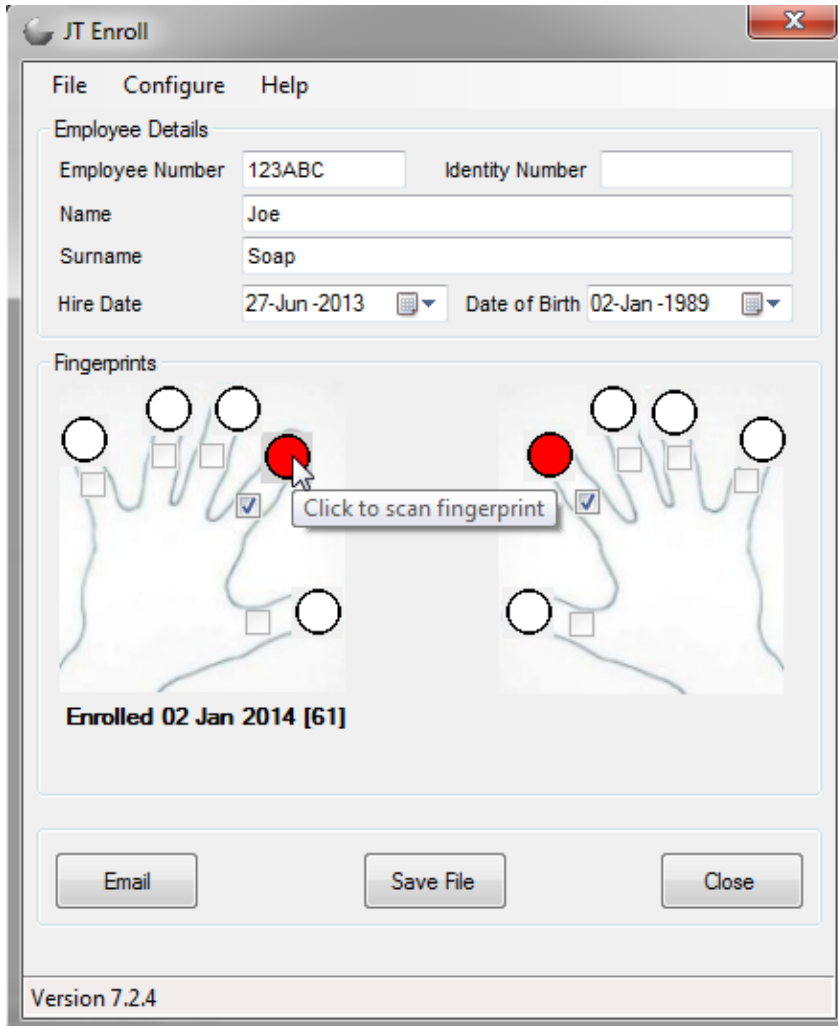 JT Enroll
File Configure Help
Employee Details
Employee Number 123ABC Identity Number
Name Joe
Surname Soap
Hire Date 27-Jun -2013 Date of Birth 02-Jan -1989
Fingerprints
Click to scan fingerprint
Enrolled 02 Jan 2014 [61]
Email Save File Close
Version 7.2.4